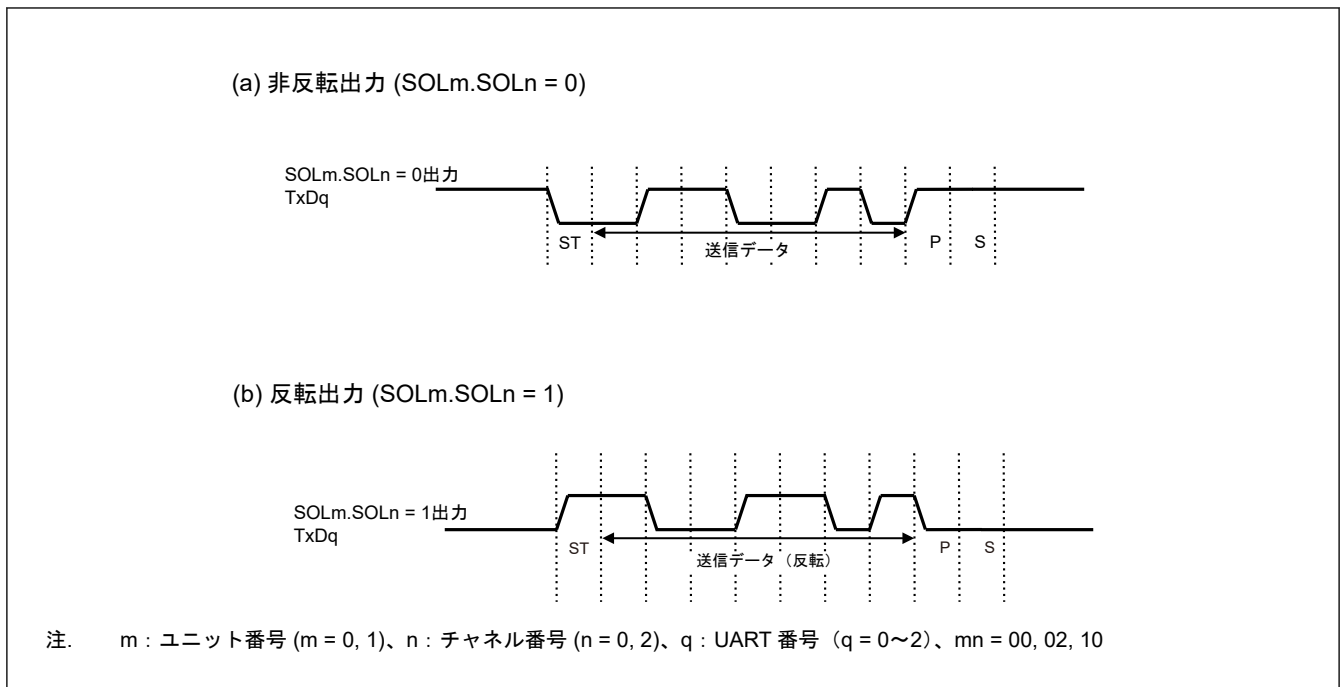 (a) 非反転出力 (SOLm.SOLn = 0)
SOLm.SOLn = 0出力
TxDq
ST
送信データ
P
S
(b) 反転出力 (SOLm.SOLn = 1)
SOLm.SOLn = 1出力
TxDq
ST
送信データ（反転）
P
S
注. m：ユニット番号 (m = 0, 1)、n：チャネル番号 (n = 0, 2)、q：UART 番号（q = 0～2）、mn = 00, 02, 10